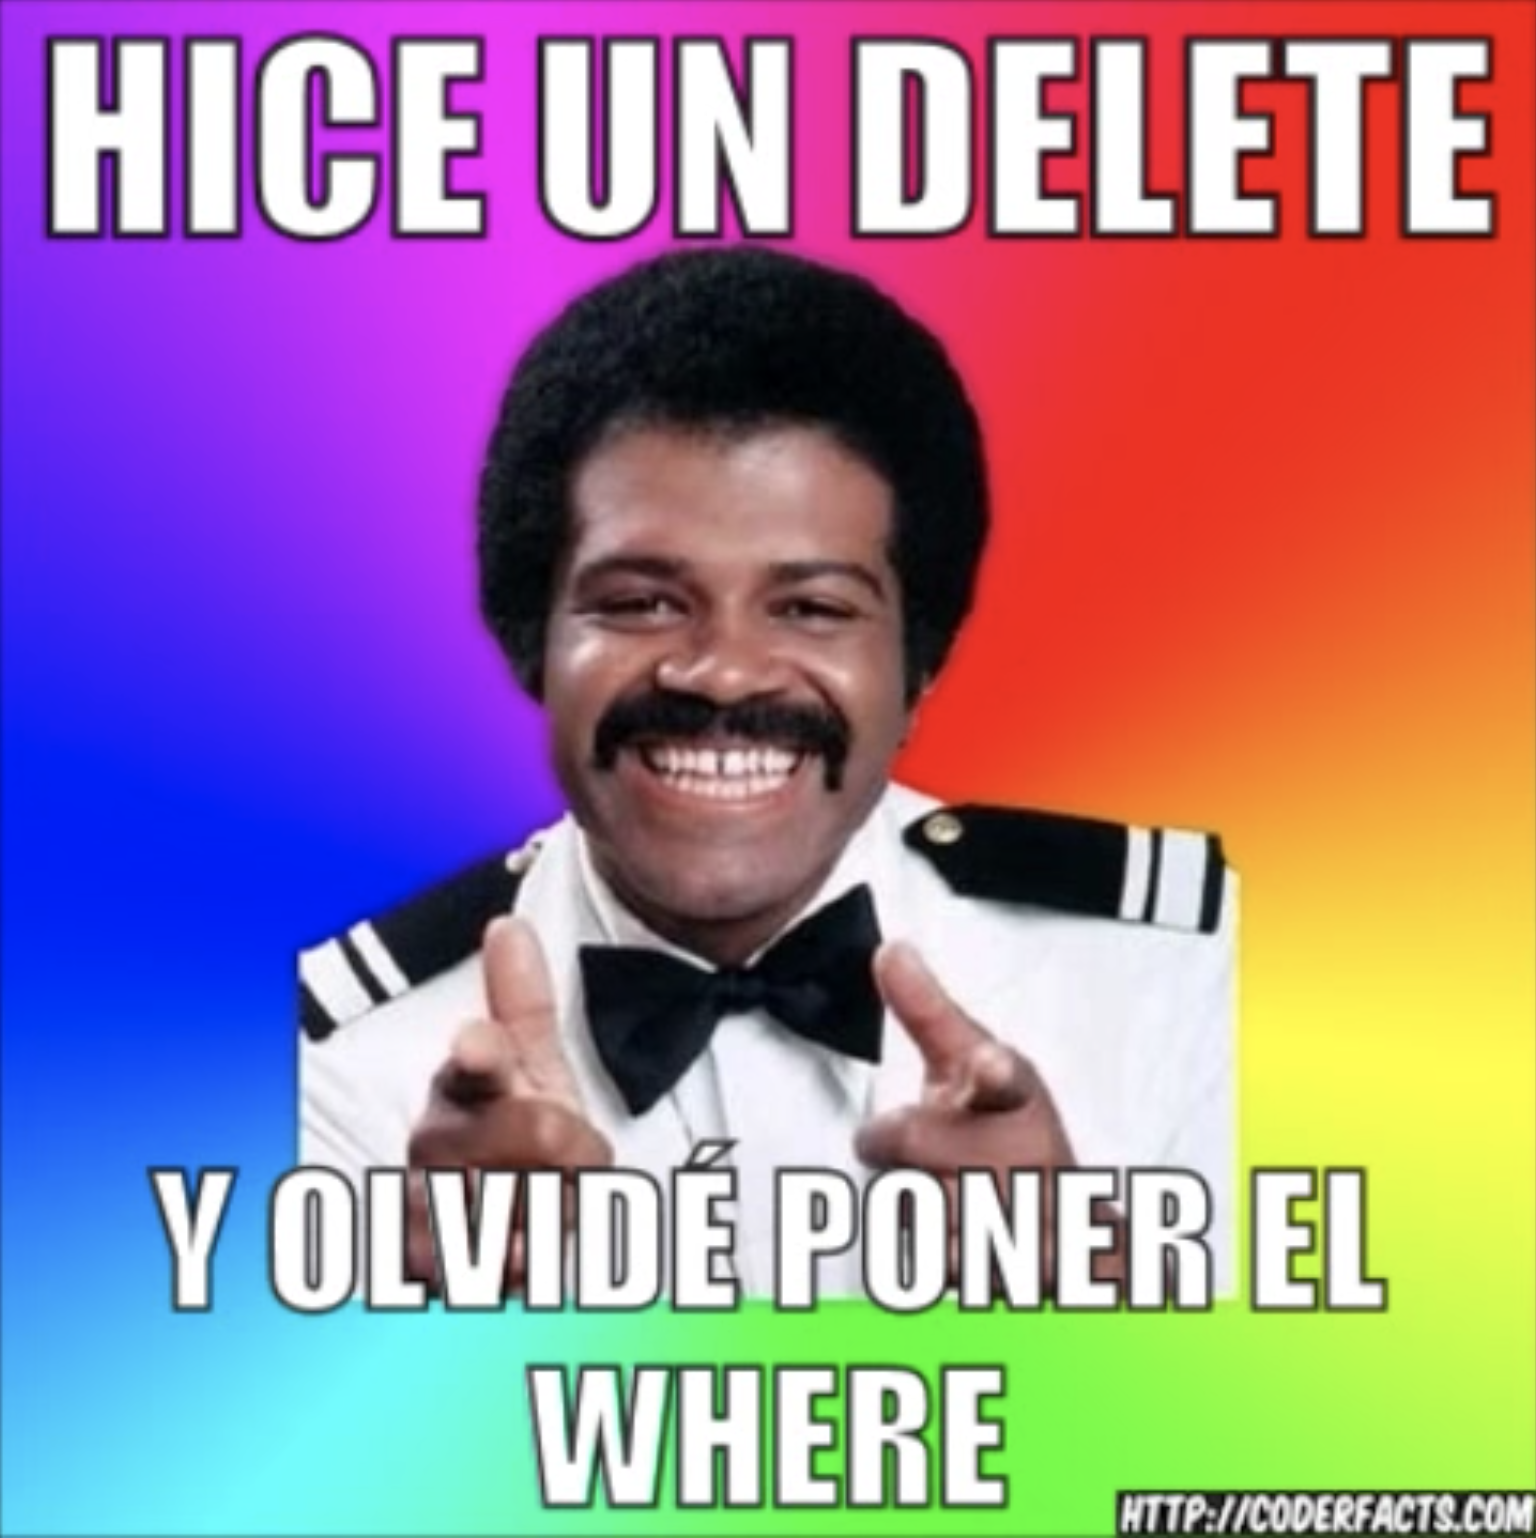 HICE UN DELETE
Y OLVIDÉ PONER EL
WHERE
HTTP://CODERFACTS.COM